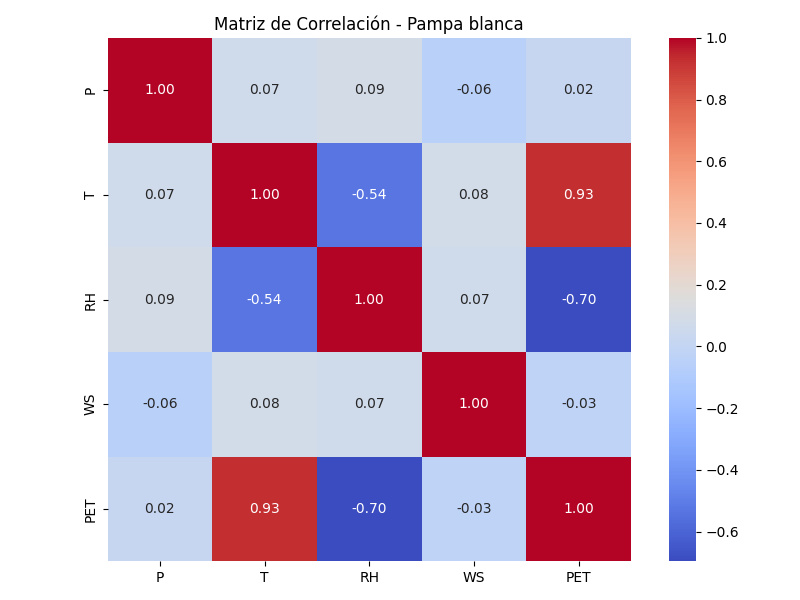 Matriz de Correlación - Pampa blanca
P 1.00 0.07 0.09 -0.06 0.02
T 0.07 1.00 -0.54 0.08 0.93
RH 0.09 -0.54 1.00 0.07 -0.70
WS -0.06 0.08 0.07 1.00 -0.03
PET 0.02 0.93 -0.70 -0.03 1.00
P T RH WS PET
1.0
0.8
0.6
0.4
0.2
0.0
−0.2
−0.4
−0.6